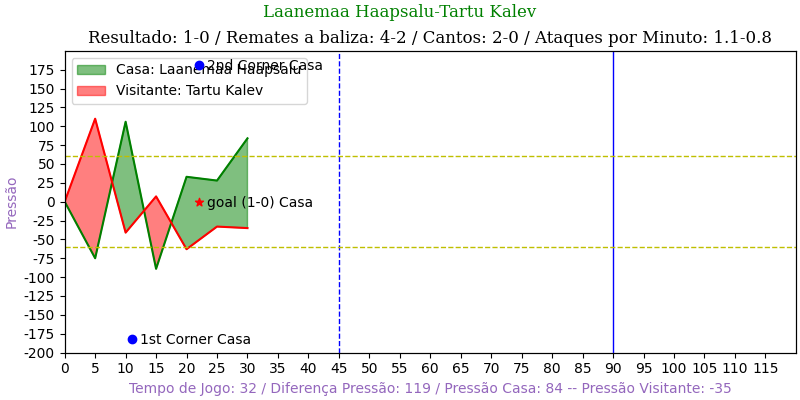 Laanemaa Haapsalu-Tartu Kalev
Resultado: 1-0 / Remates a baliza: 4-2 / Cantos: 2-0 / Ataques por Minuto: 1.1-0.8
Casa: Laanemaa Haapsalu
Visitante: Tartu Kalev
2nd Corner Casa
goal (1-0) Casa
1st Corner Casa
Pressão
175
150
125
100
75
50
25
0
-25
-50
-75
-100
-125
-150
-175
-200
0 5 10 15 20 25 30 35 40 45 50 55 60 65 70 75 80 85 90 95 100 105 110 115
Tempo de Jogo: 32 / Diferença Pressão: 119 / Pressão Casa: 84 -- Pressão Visitante: -35